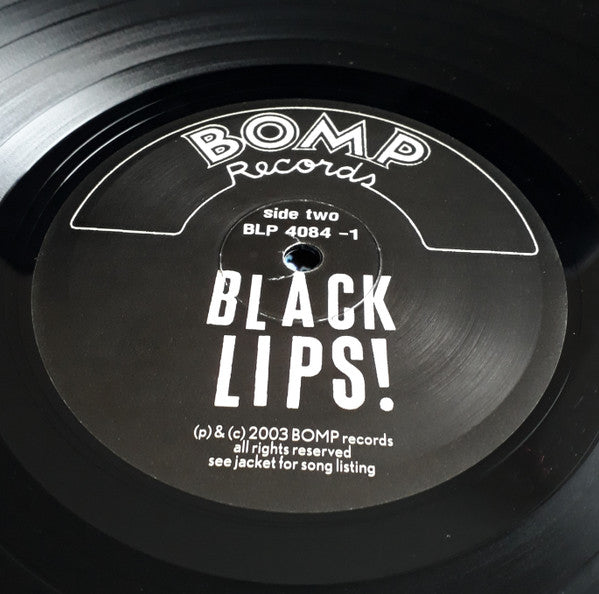 BOMP
Records
side two
BLP 4084 -1
BLACK
LIPS!
(p) & (c) 2003 BOMP records
all rights reserved
see jacket for song listing